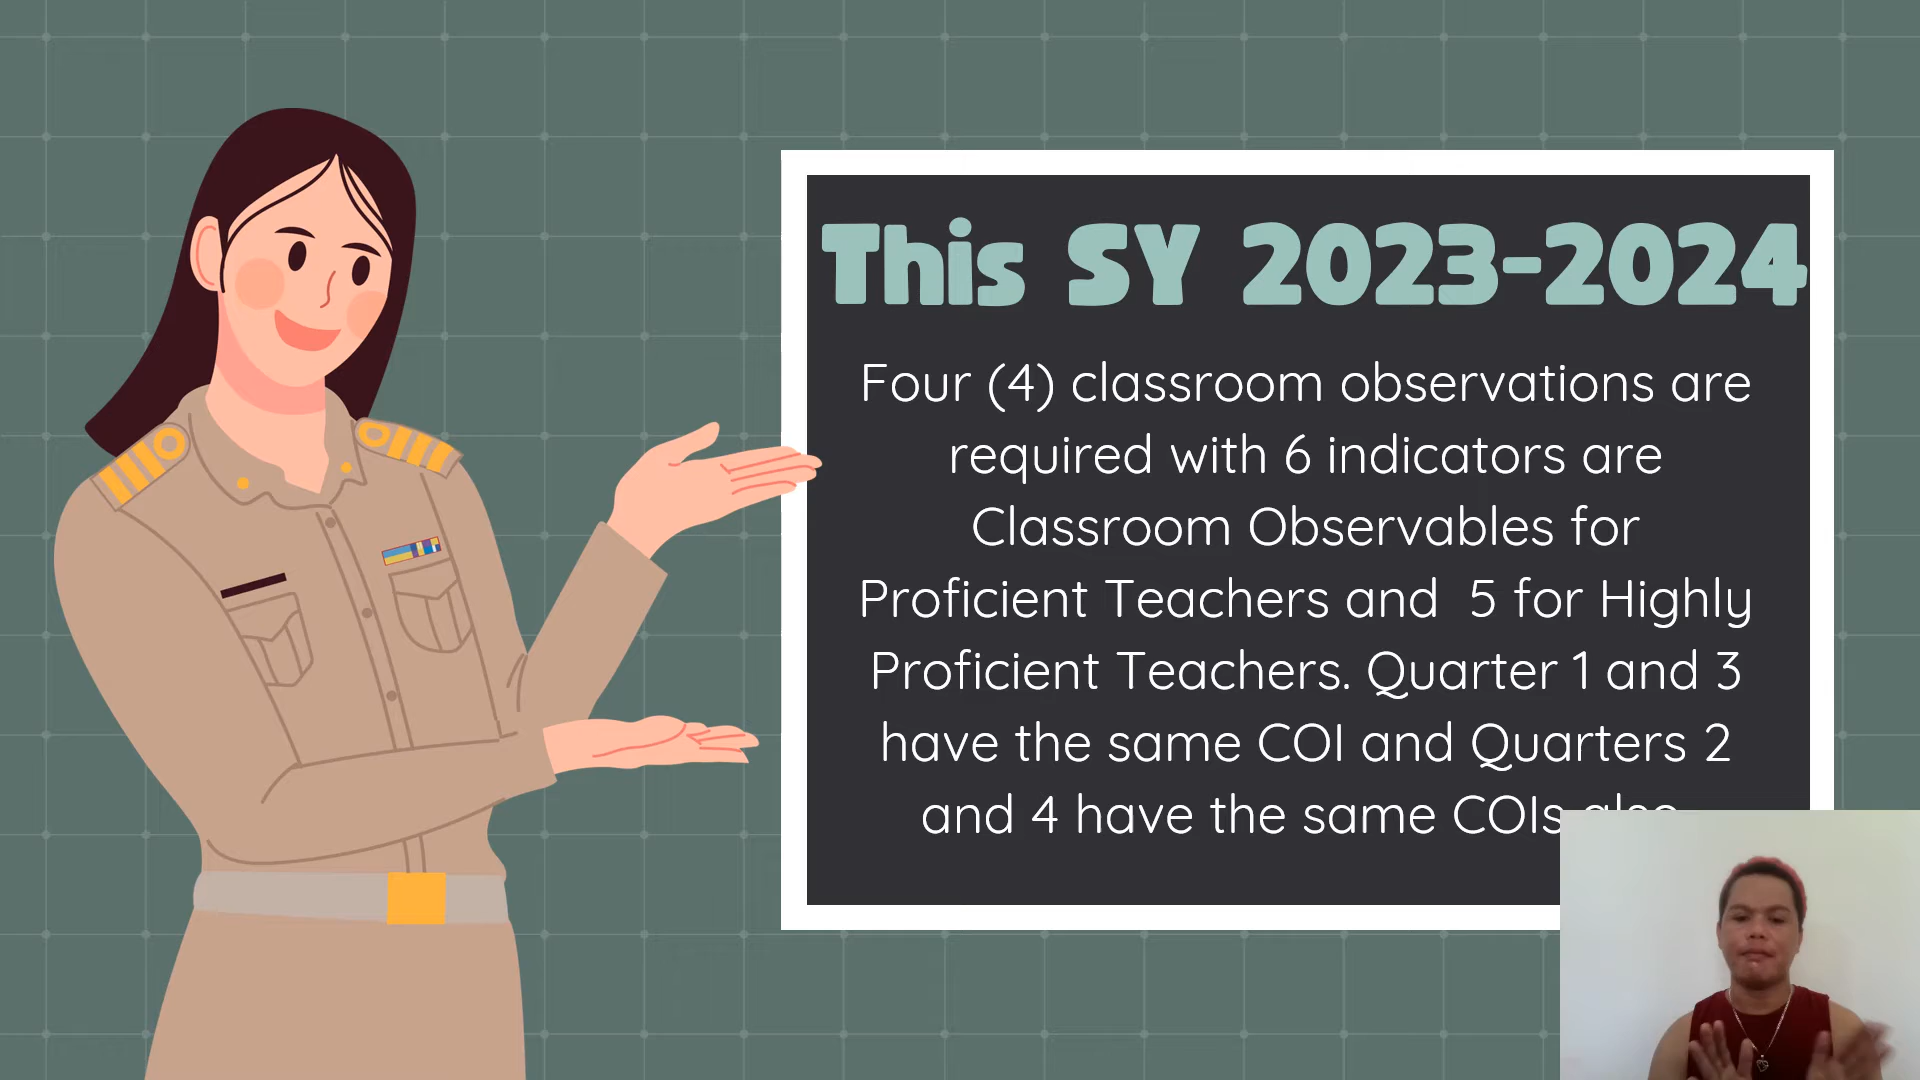 This SY 2023-2024
Four (4) classroom observations are
required with 6 indicators are
Classroom Observables for
Proficient Teachers and  5 for Highly
Proficient Teachers. Quarter 1 and 3
have the same COI and Quarters 2
and 4 have the same COIs also